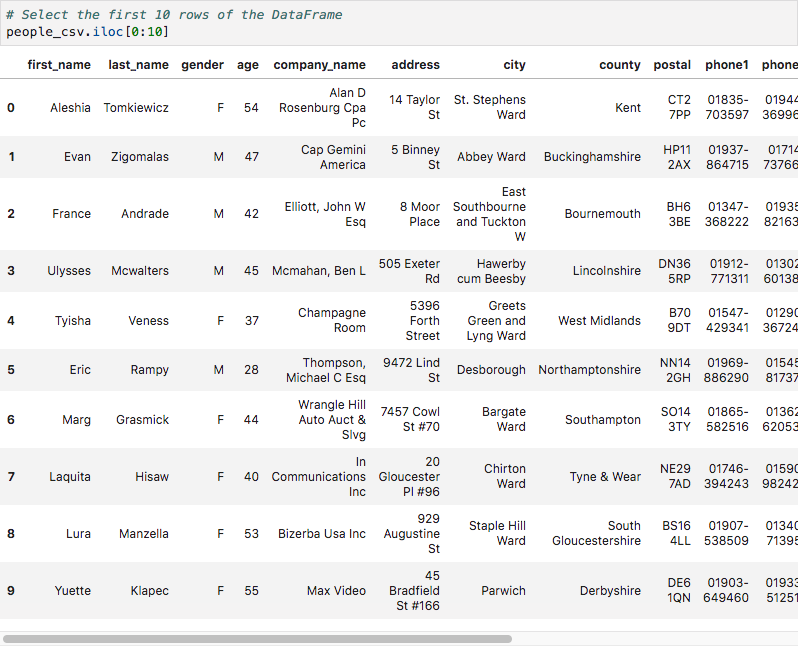 # Select the first 10 rows of the DataFrame
people_csv.iloc[0:10]
first_name last_name gender age company_name address city county postal phone1 phone
0 Aleshia Tomkiewicz F 54 Alan D Rosenburg Cpa Pc 14 Taylor St St. Stephens Ward Kent CT2 7PP 01835-703597 01944 36996
1 Evan Zigomalas M 47 Cap Gemini America 5 Binney St Abbey Ward Buckinghamshire HP11 2AX 01937-864715 01714 73766
2 France Andrade M 42 Elliott, John W Esq 8 Moor Place East Southbourne and Tuckton W Bournemouth BH6 3BE 01347-368222 01935 82163
3 Ulysses Mcwalters M 45 Mcmahan, Ben L 505 Exeter Rd Hawerby cum Beesby Lincolnshire DN36 5RP 01912-771311 01302 60138
4 Tyisha Veness F 37 Champagne Room 5396 Forth Street Greets Green and Lyng Ward West Midlands B70 9DT 01547-429341 01290 36724
5 Eric Rampy M 28 Thompson, Michael C Esq 9472 Lind St Desborough Northamptonshire NN14 2GH 01969-886290 01545 81737
6 Marg Grasmick F 44 Wrangle Hill Auto Auct & Slvg 7457 Cowl St #70 Bargate Ward Southampton SO14 3TY 01865-582516 01362 62053
7 Laquita Hisaw F 40 In Communications Inc 20 Gloucester Pl #96 Chirton Ward Tyne & Wear NE29 7AD 01746-394243 01590 98242
8 Lura Manzella F 53 Bizerba Usa Inc 929 Augustine St Staple Hill Ward South Gloucestershire BS16 4LL 01907-538509 01340 71395
9 Yuette Klapec F 55 Max Video 45 Bradfield St #166 Parwich Derbyshire DE6 1QN 01903-649460 01933 51251